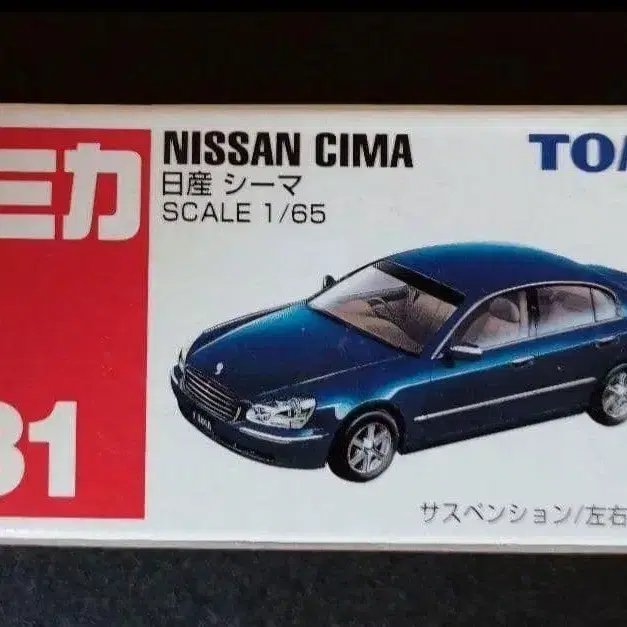 ミカ
NISSAN CIMA
日産 シーマ
SCALE 1/65
TOM
31
サスペンション/左右